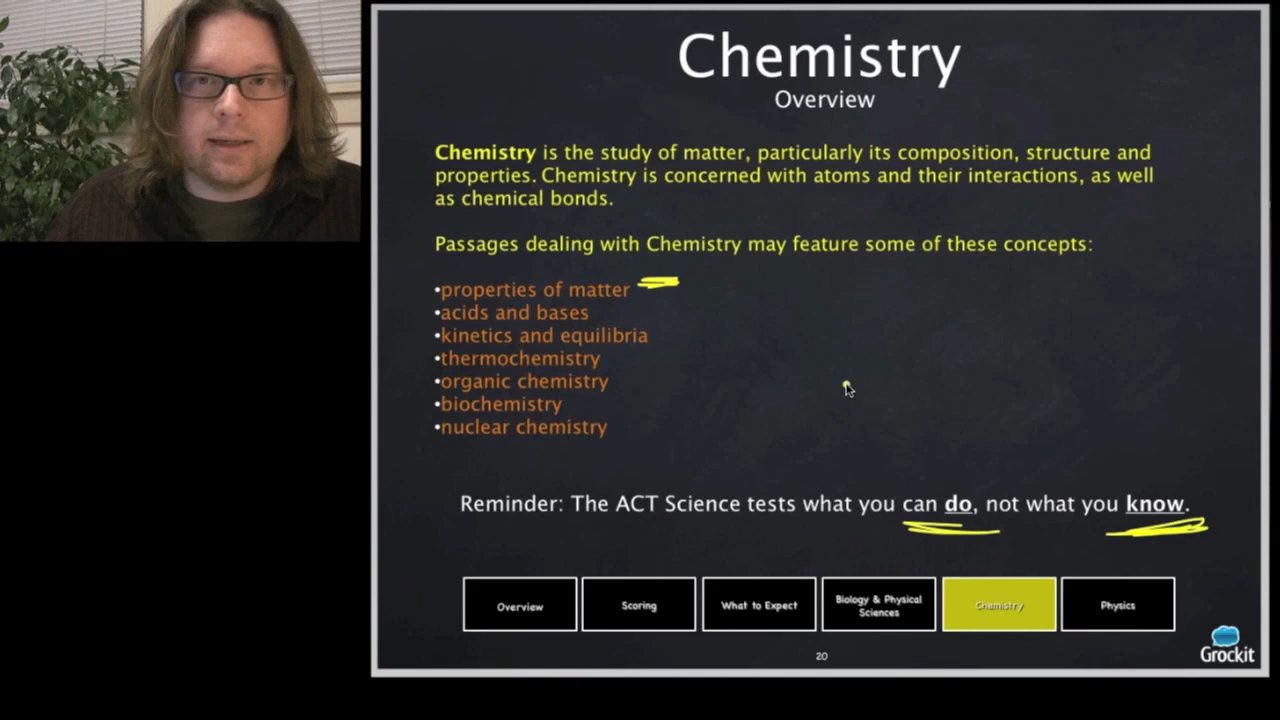 Chemistry
Overview
Chemistry is the study of matter, particularly its composition, structure and
properties. Chemistry is concerned with atoms and their interactions, as well
as chemical bonds.
Passages dealing with Chemistry may feature some of these concepts:
•properties of matter
•acids and bases
•kinetics and equilibria
•thermochemistry
•organic chemistry
•biochemistry
•nuclear chemistry
Reminder: The ACT Science tests what you can do, not what you know.
Overview
Scoring
What to Expect
Biology & Physical
Sciences
Chemistry
Physics
20
Grockit